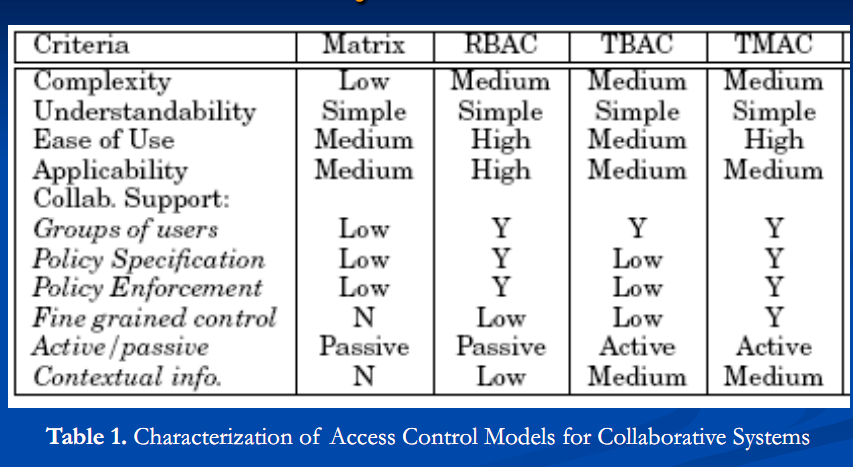 Criteria Matrix RBAC TBAC TMAC
Complexity Low Medium Medium Medium
Understandability Simple Simple Simple Simple
Ease of Use Medium High Medium High
Applicability Medium High Medium Medium
Collab. Support:
Groups of users Low Y Y Y
Policy Specification Low Y Low Y
Policy Enforcement Low Y Low Y
Fine grained control N Low Low Y
Active/passive Passive Passive Active Active
Contextual info. N Low Medium Medium
Table 1. Characterization of Access Control Models for Collaborative Systems